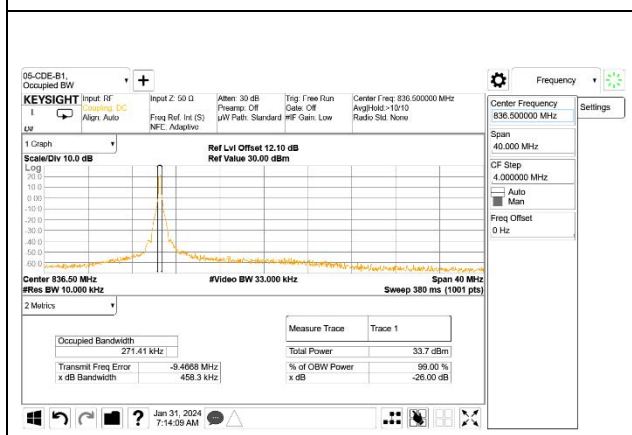 05-CDE-B1,
Occupied BW
+
Frequency
KEYSIGHT
Input: RF
Coupling: DC
Align: Auto
Input Z: 50 Ω
Freq Ref: Int (S)
NFE: Adaptive
Atten: 30 dB
Preamp: Off
µW Path: Standard
Trig: Free Run
Gate: Off
#IF Gain: Low
Center Freq: 836.500000 MHz
Avg|Hold:>10/10
Radio Std: None
Center Frequency
836.500000 MHz
Settings
Span
40.000 MHz
CF Step
4.000000 MHz
Auto
Man
Freq Offset
0 Hz
1 Graph
Scale/Div 10.0 dB
Ref Lvl Offset 12.10 dB
Ref Value 30.00 dBm
Log
20.0
10.0
0.00
-10.0
-20.0
-30.0
-40.0
-50.0
-60.0
Center 836.50 MHz
#Video BW 33.000 kHz
Span 40 MHz
#Res BW 10.000 kHz
Sweep 380 ms (1001 pts)
2 Metrics
Measure Trace
Trace 1
Occupied Bandwidth
271.41 kHz
Total Power
33.7 dBm
Transmit Freq Error
-9.4668 MHz
% of OBW Power
99.00 %
x dB Bandwidth
458.3 kHz
x dB
-26.00 dB
?
Jan 31, 2024
7:14:09 AM